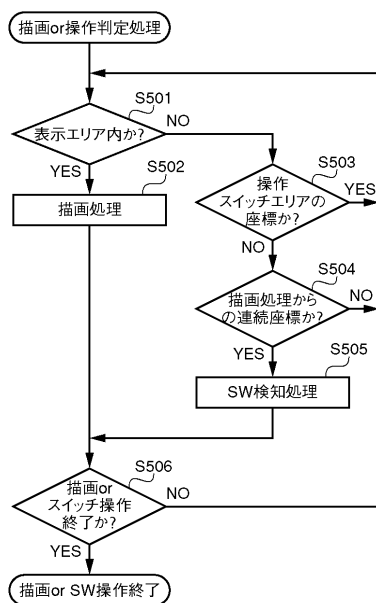 描画or操作判定処理
S501
表示エリア内か?
NO
YES
S502
描画処理
S503
操作
スイッチエリアの
座標か?
YES
NO
S504
描画処理から
の連続座標か?
NO
YES
S505
SW検知処理
S506
描画or
スイッチ操作
終了か?
NO
YES
描画or SW操作終了